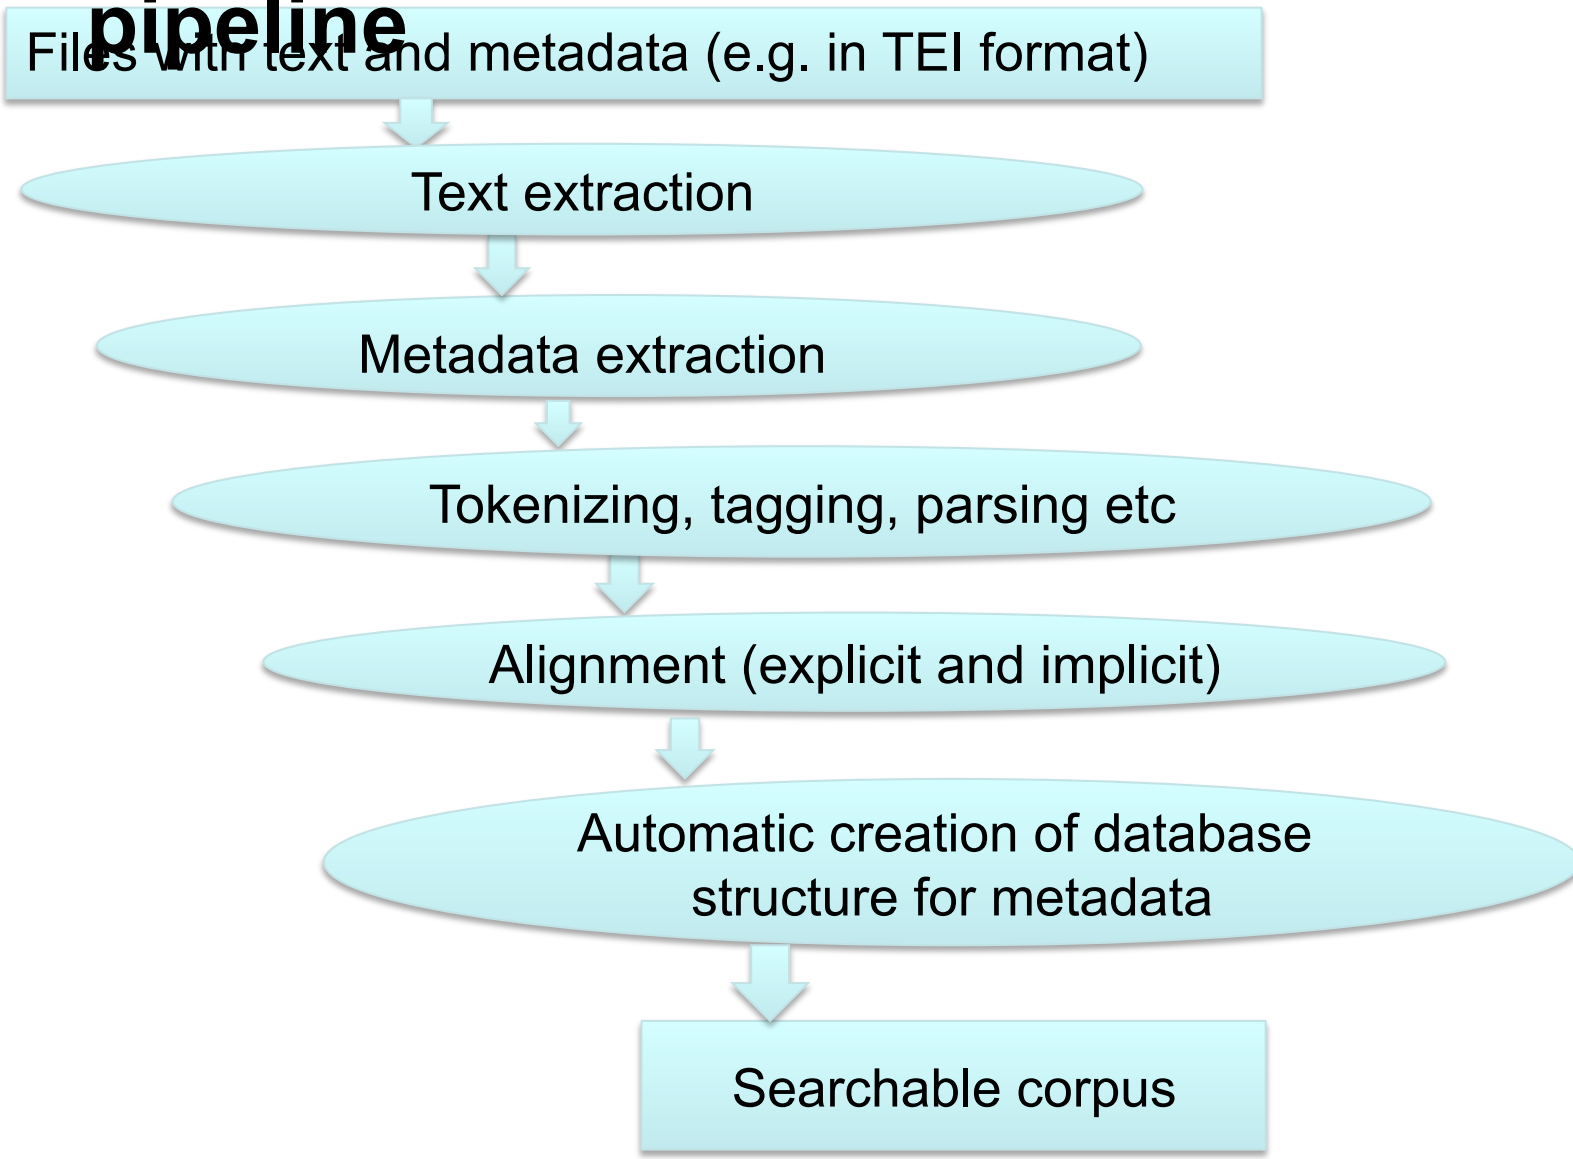 pipeline
Files with text and metadata (e.g. in TEI format)
Text extraction
Metadata extraction
Tokenizing, tagging, parsing etc
Alignment (explicit and implicit)
Automatic creation of database
structure for metadata
Searchable corpus